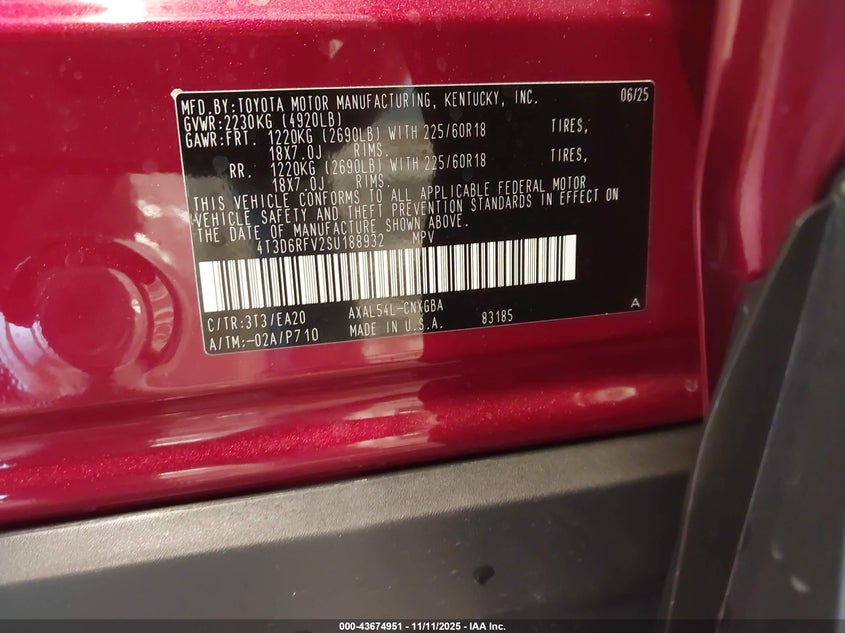 MFD.BY:TOYOTA MOTOR MANUFACTURING, KENTUCKY, INC. 06/25
GVWR:2230KG (4920LB)
GAWR:FRT. 1220KG (2690LB) WITH 225/60R18 TIRES,
18X7.0J RIMS.
RR. 1220KG (2690LB) WITH 225/60R18 TIRES,
18X7.0J RIMS.
THIS VEHICLE CONFORMS TO ALL APPLICABLE FEDERAL MOTOR
VEHICLE SAFETY AND THEFT PREVENTION STANDARDS IN EFFECT ON
THE DATE OF MANUFACTURE SHOWN ABOVE.
4T3D6RFV2SU188932 MPV
C/TR:3T3/EA20 AXAL54L-CNXGBA A
A/TM:-02A/P710 MADE IN U.S.A. 83185
000-43674951 - 11/11/2025 - IAA Inc.